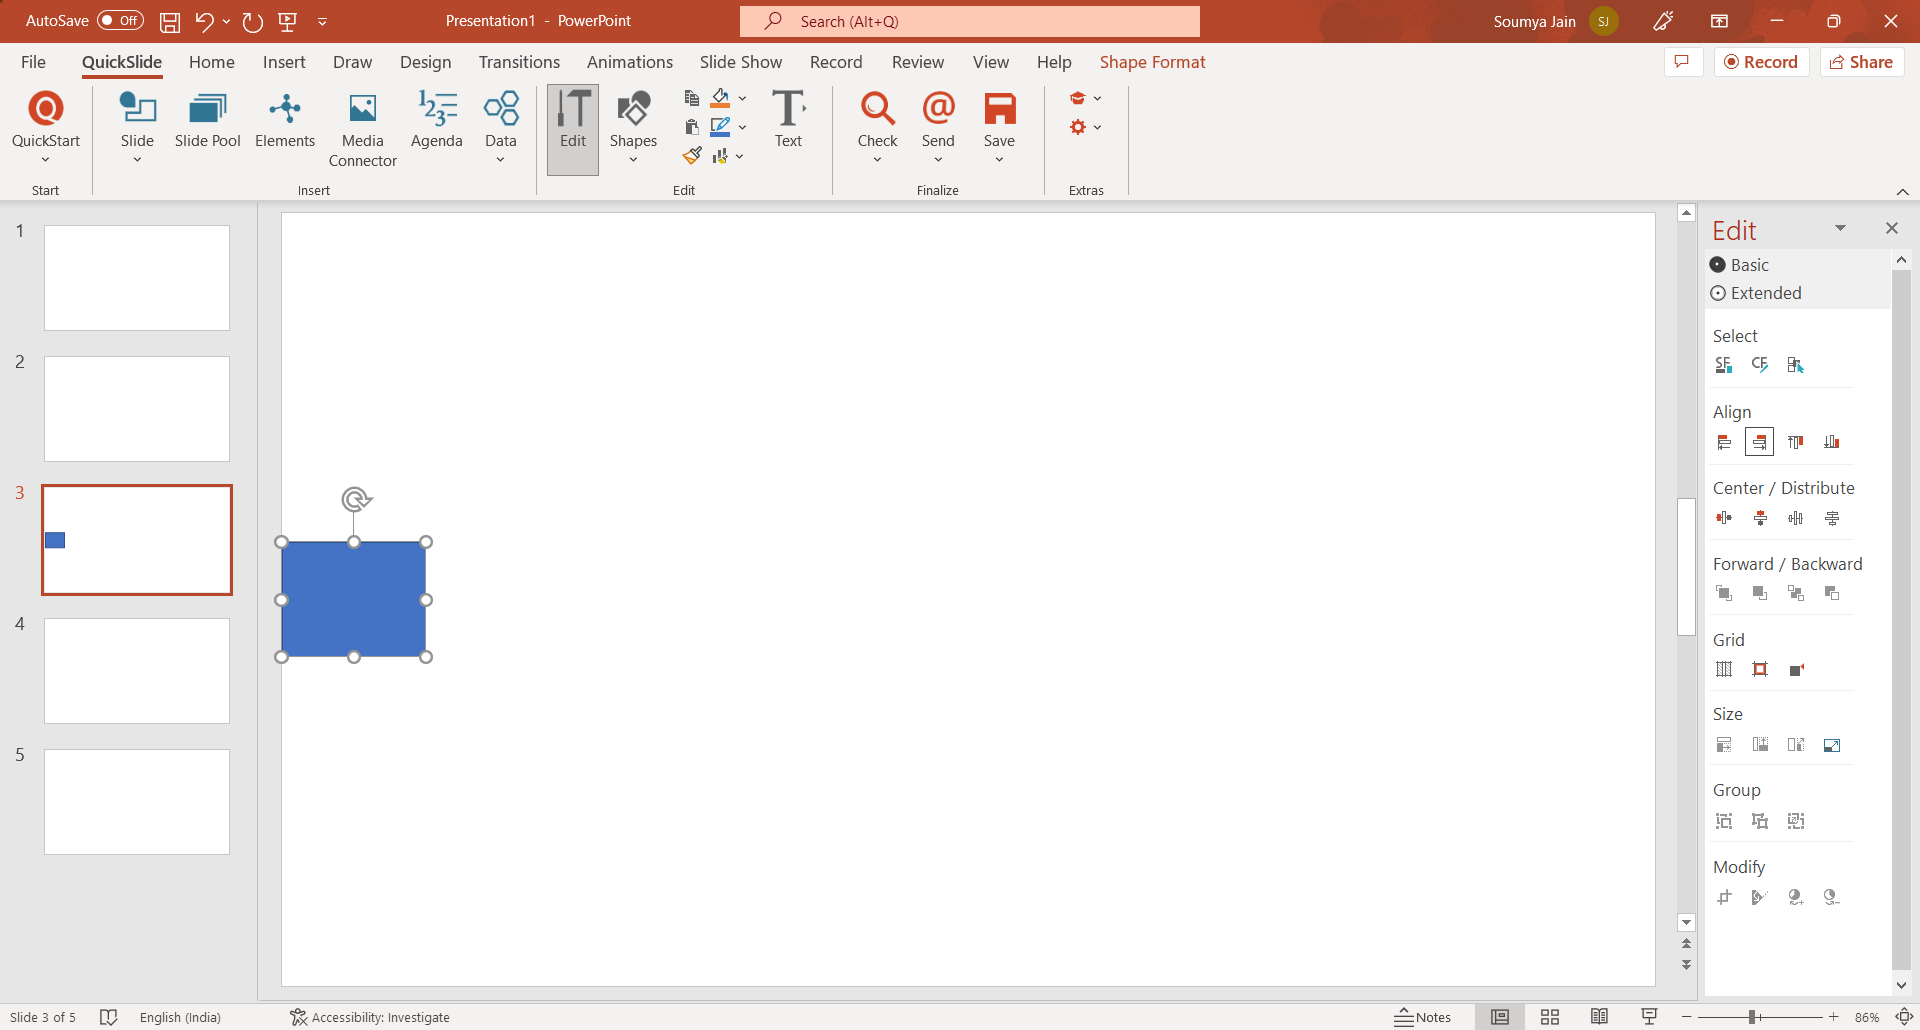 AutoSave Off Presentation1 - PowerPoint Search (Alt+Q) Soumya Jain SJ
File QuickSlide Home Insert Draw Design Transitions Animations Slide Show Record Review View Help Shape Format Record Share
QuickStart Slide Slide Pool Elements Media Connector Agenda Data Edit Shapes Text Check Send Save
Start Insert Edit Finalize Extras
1
2
3
4
5
Edit
Basic
Extended
Select
SF CF
Align
Center / Distribute
Forward / Backward
Grid
Size
Group
Modify
Slide 3 of 5 English (India) Accessibility: Investigate Notes 86%